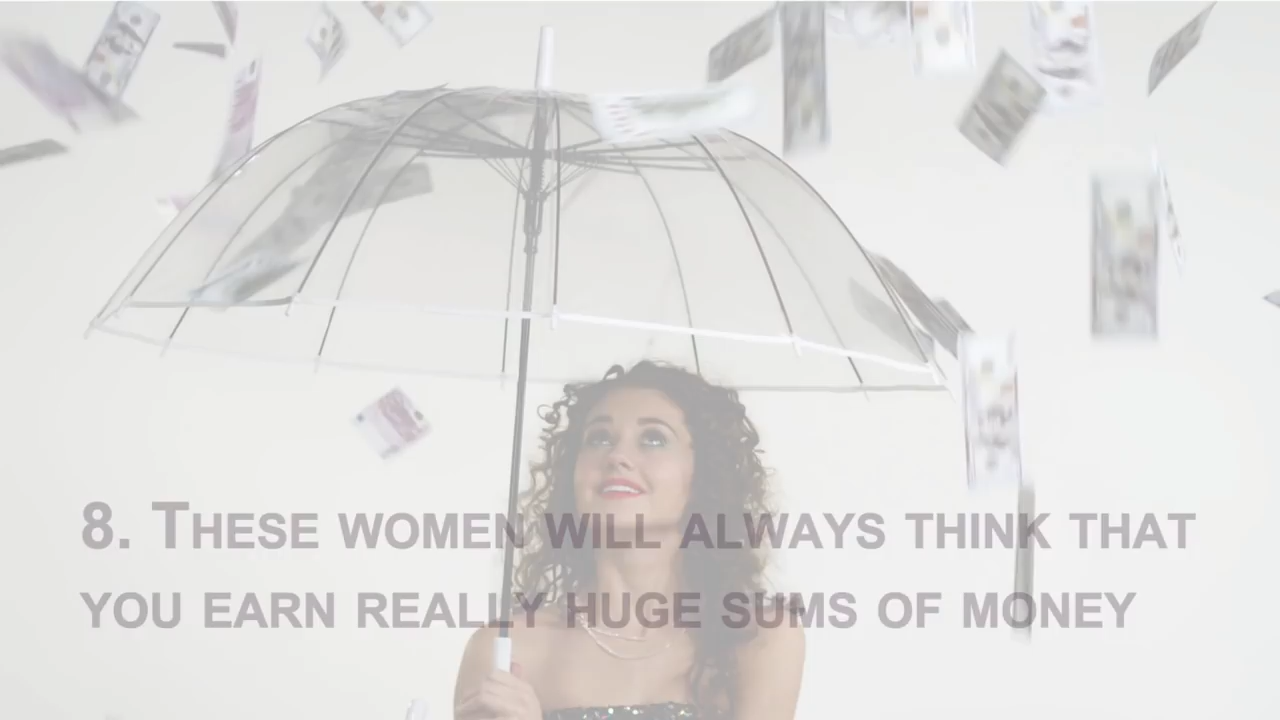 8. These women will always think that
you earn really huge sums of money